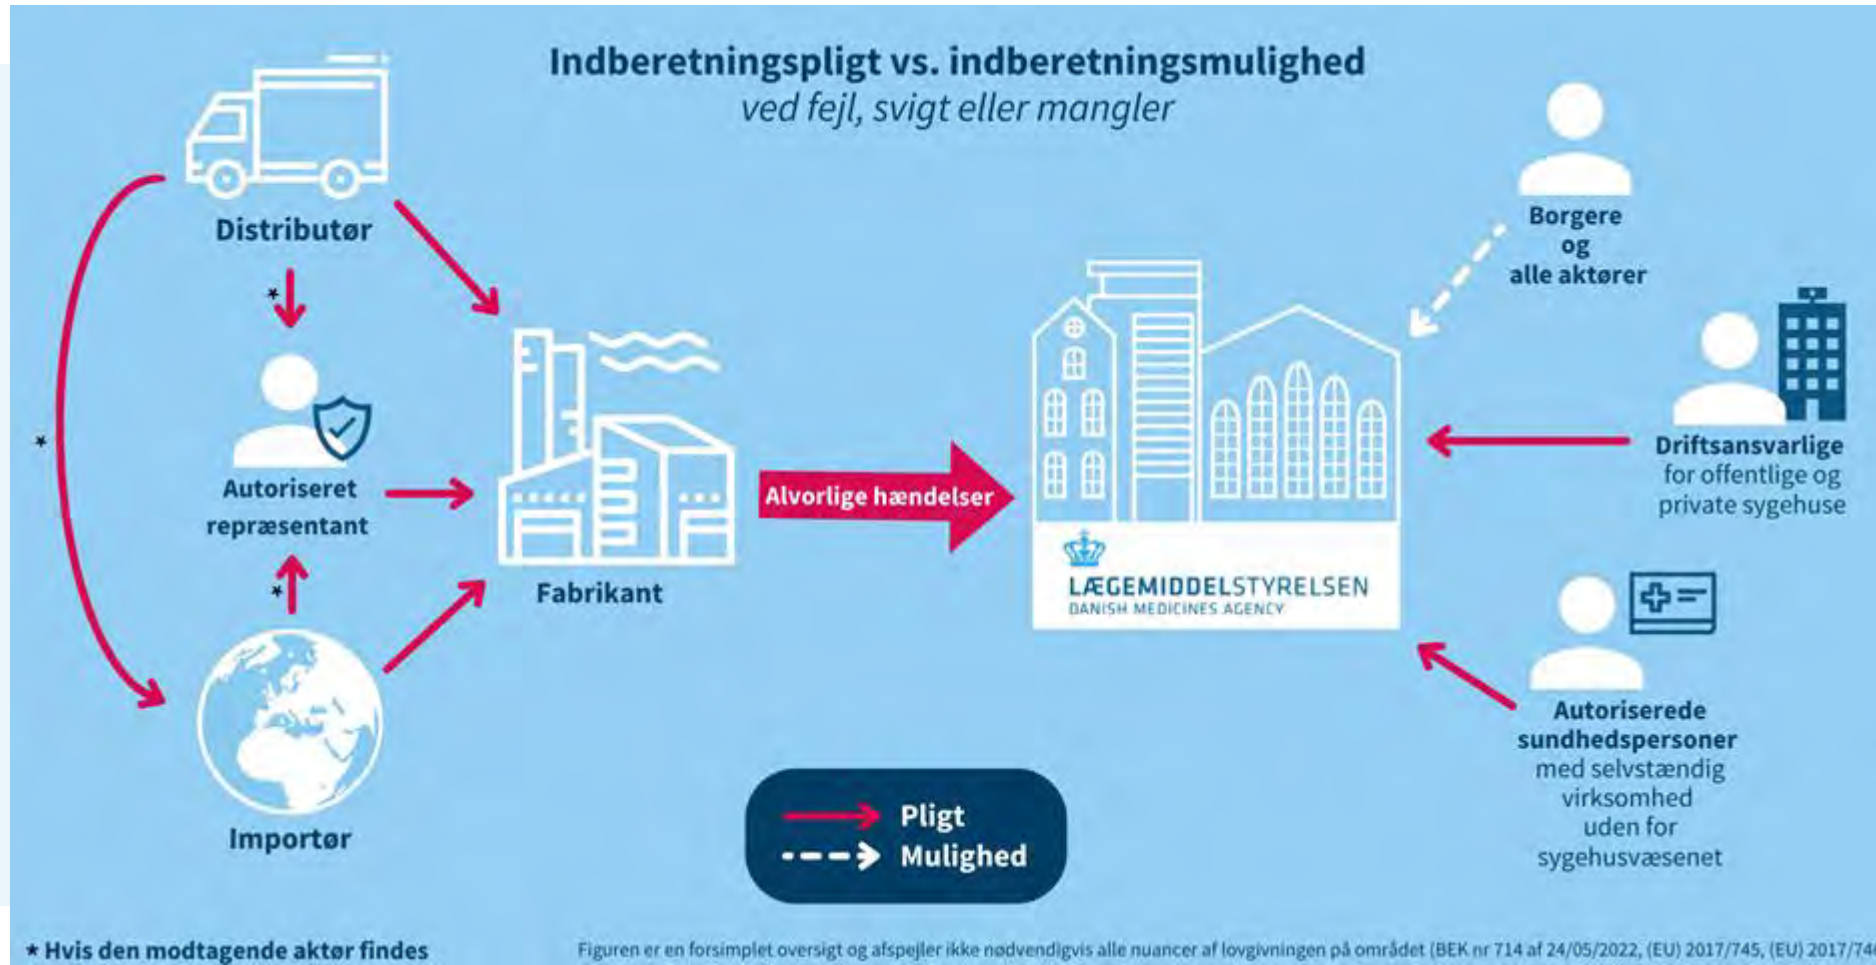 Indberetningspligt vs. indberetningsmulighed
ved fejl, svigt eller mangler
Distributør
*
*
Autoriseret
repræsentant
*
Importør
Fabrikant
Alvorlige hændelser
LÆGEMIDDELSTYRELSEN
DANISH MEDICINES AGENCY
Borgere
og
alle aktører
Driftsansvarlige
for offentlige og
private sygehuse
Autoriserede
sundhedspersoner
med selvstændig
virksomhed
uden for
sygehusvæsenet
Pligt
Mulighed
* Hvis den modtagende aktør findes
Figuren er en forsimplet oversigt og afspejler ikke nødvendigvis alle nuancer af lovgivningen på området (BEK nr 714 af 24/05/2022, (EU) 2017/745, (EU) 2017/74